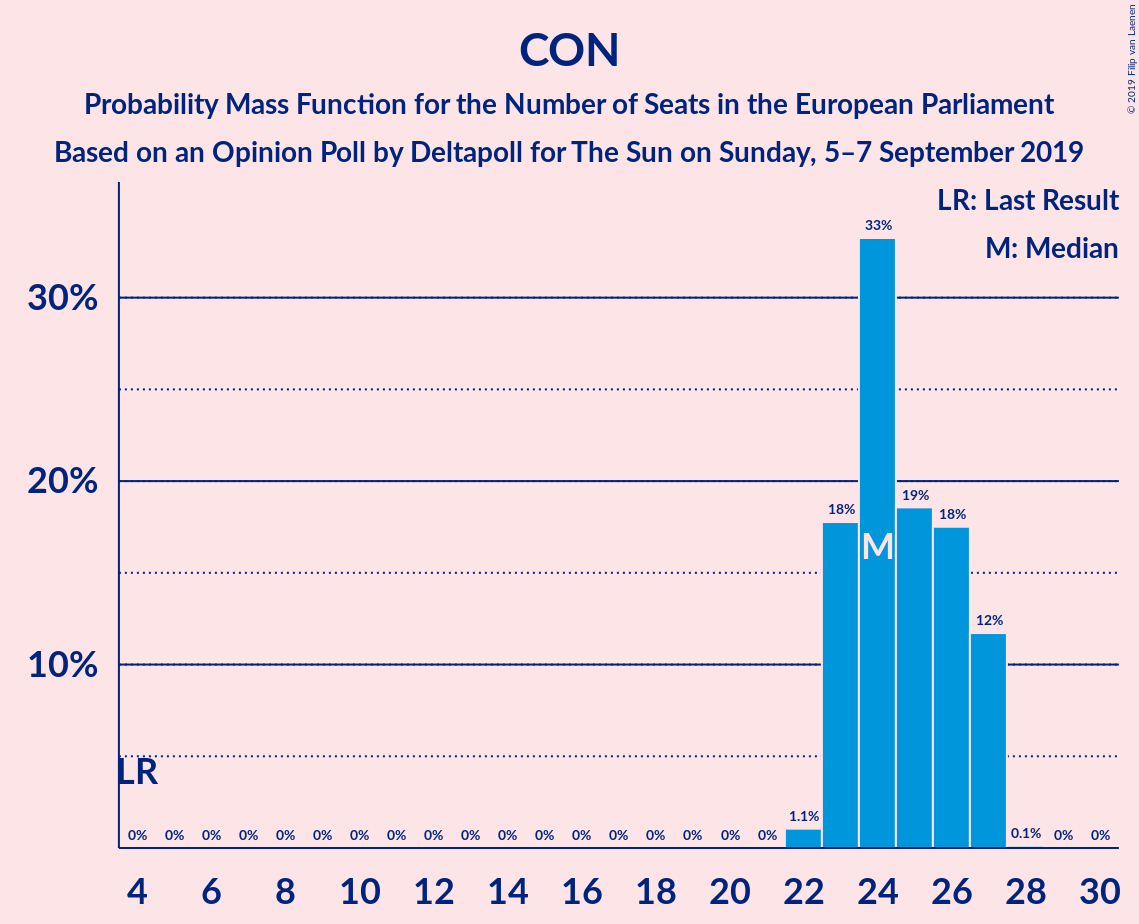 CON
Probability Mass Function for the Number of Seats in the European Parliament
Based on an Opinion Poll by Deltapoll for The Sun on Sunday, 5–7 September 2019
© 2019 Filip van Laenen
LR: Last Result
M: Median
30%
20%
10%
LR
M
0% 0% 0% 0% 0% 0% 0% 0% 0% 0% 0% 0% 0% 0% 0% 0% 0% 0% 1.1% 18% 33% 19% 18% 12% 0.1% 0% 0%
4 6 8 10 12 14 16 18 20 22 24 26 28 30